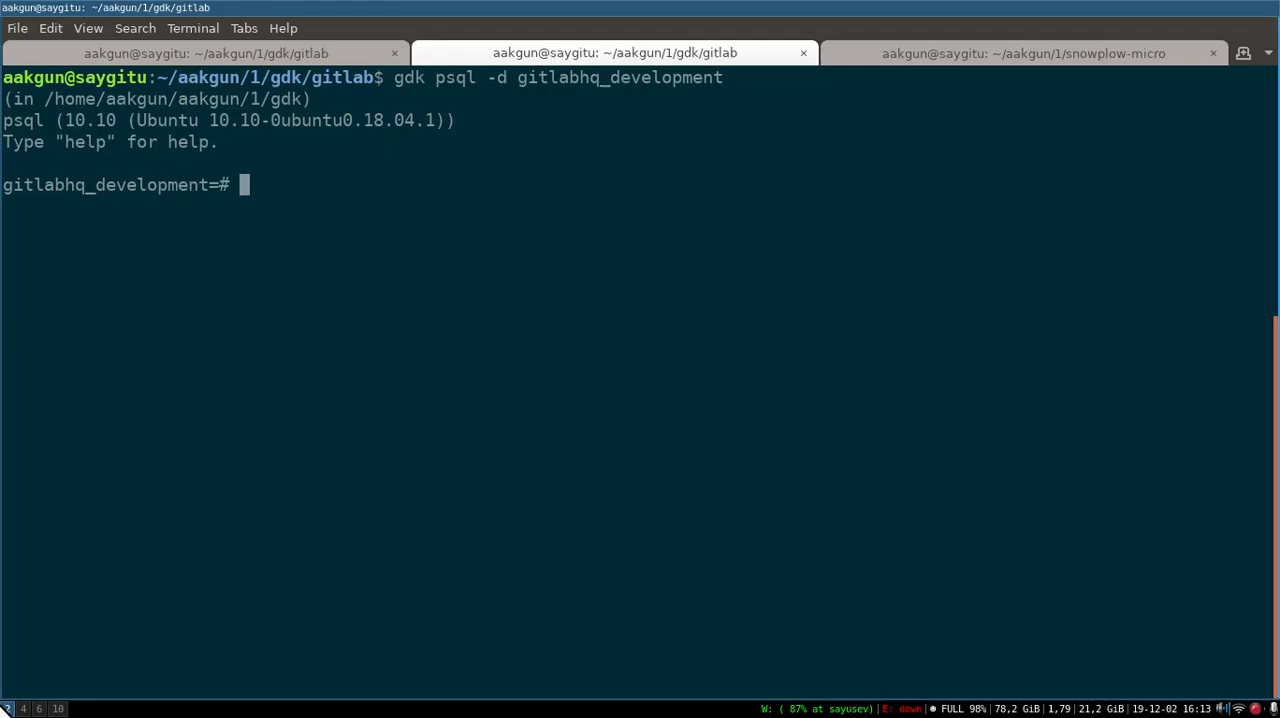 aakgun@saygitu: ~/aakgun/1/gdk/gitlab
File Edit View Search Terminal Tabs Help
aakgun@saygitu: ~/aakgun/1/gdk/gitlab × aakgun@saygitu: ~/aakgun/1/gdk/gitlab × aakgun@saygitu: ~/aakgun/1/snowplow-micro ×
aakgun@saygitu:~/aakgun/1/gdk/gitlab$ gdk psql -d gitlabhq_development
(in /home/aakgun/aakgun/1/gdk)
psql (10.10 (Ubuntu 10.10-0ubuntu0.18.04.1))
Type "help" for help.
gitlabhq_development=#
2 4 6 10 W: ( 87% at sayusev)|E: down|☻ FULL 98%|78,2 GiB|1,79|21,2 GiB|19-12-02 16:13